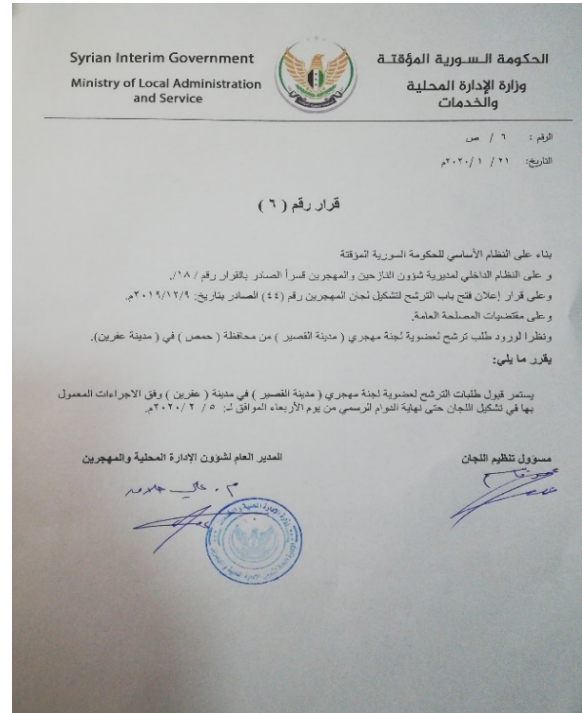 Syrian Interim Government
Ministry of Local Administration
and Service
الحكومة السورية المؤقتة
وزارة الإدارة المحلية
والخدمات
الرقم : ٦ / ص
التاريخ: ٢١ / ١ / ٢٠٢٠م
قرار رقم ( ٦ )
بناء على النظام الأساسي للحكومة السورية المؤقتة
و على النظام الداخلي لمديرية شؤون النازحين والمهجرين قسراً الصادر بالقرار رقم / ١٨/.
وعلى قرار إعلان فتح باب الترشح لتشكيل لجان المهجرين رقم (٤٤) الصادر بتاريخ: ٢٠١٩/١٢/٩م.
و على مقتضيات المصلحة العامة.
ونظرا لورود طلب ترشح لعضوية لجنة مهجري ( مدينة القصير ) من محافظة ( حمص ) في ( مدينة عفرين).
يقرر ما يلي:
يستمر قبول طلبات الترشح لعضوية لجنة مهجري ( مدينة القصير ) في مدينة ( عفرين ) وفق الاجراءات المعمول
بها في تشكيل اللجان حتى نهاية الدوام الرسمي من يوم الأربعاء الموافق لـ: ٥ / ٢ / ٢٠٢٠م.
مسؤول تنظيم اللجان
المدير العام لشؤون الإدارة المحلية والمهجرين